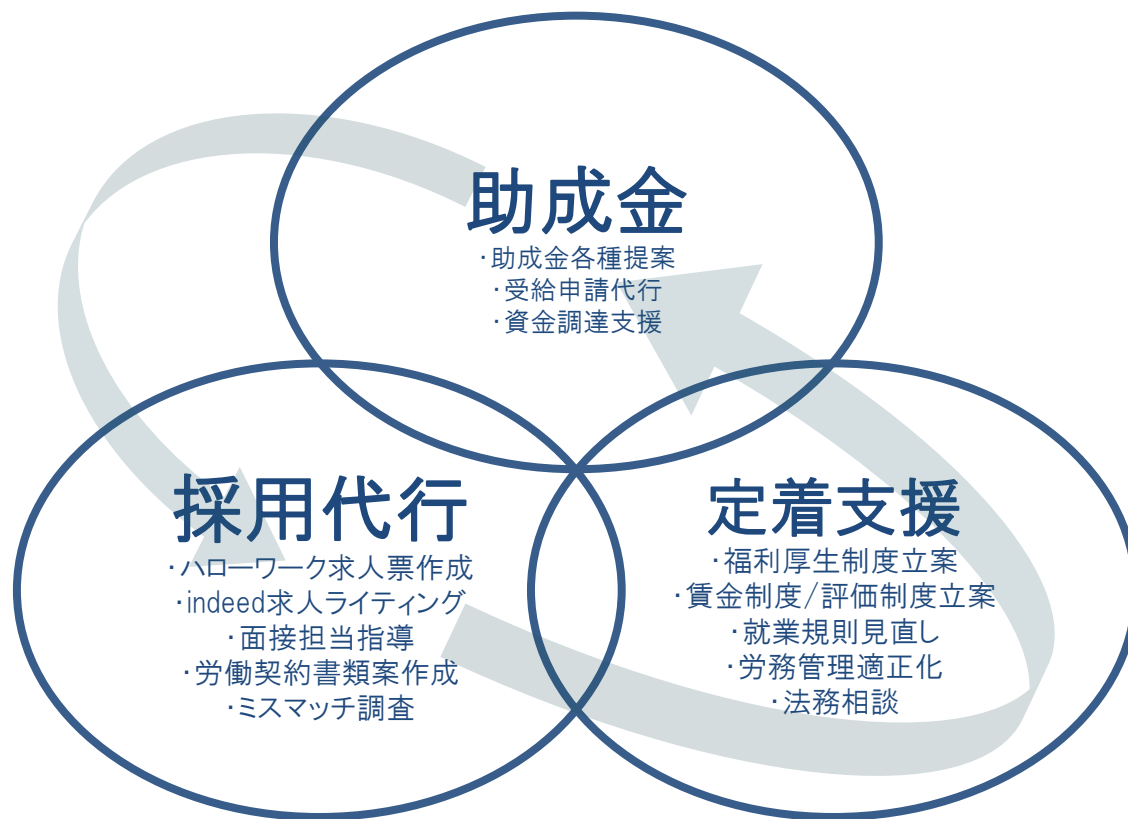 助成金
・助成金各種提案
・受給申請代行
・資金調達支援
採用代行
・ハローワーク求人票作成
・indeed求人ライティング
・面接担当指導
・労働契約書類案作成
・ミスマッチ調査
定着支援
・福利厚生制度立案
・賃金制度/評価制度立案
・就業規則見直し
・労務管理適正化
・法務相談